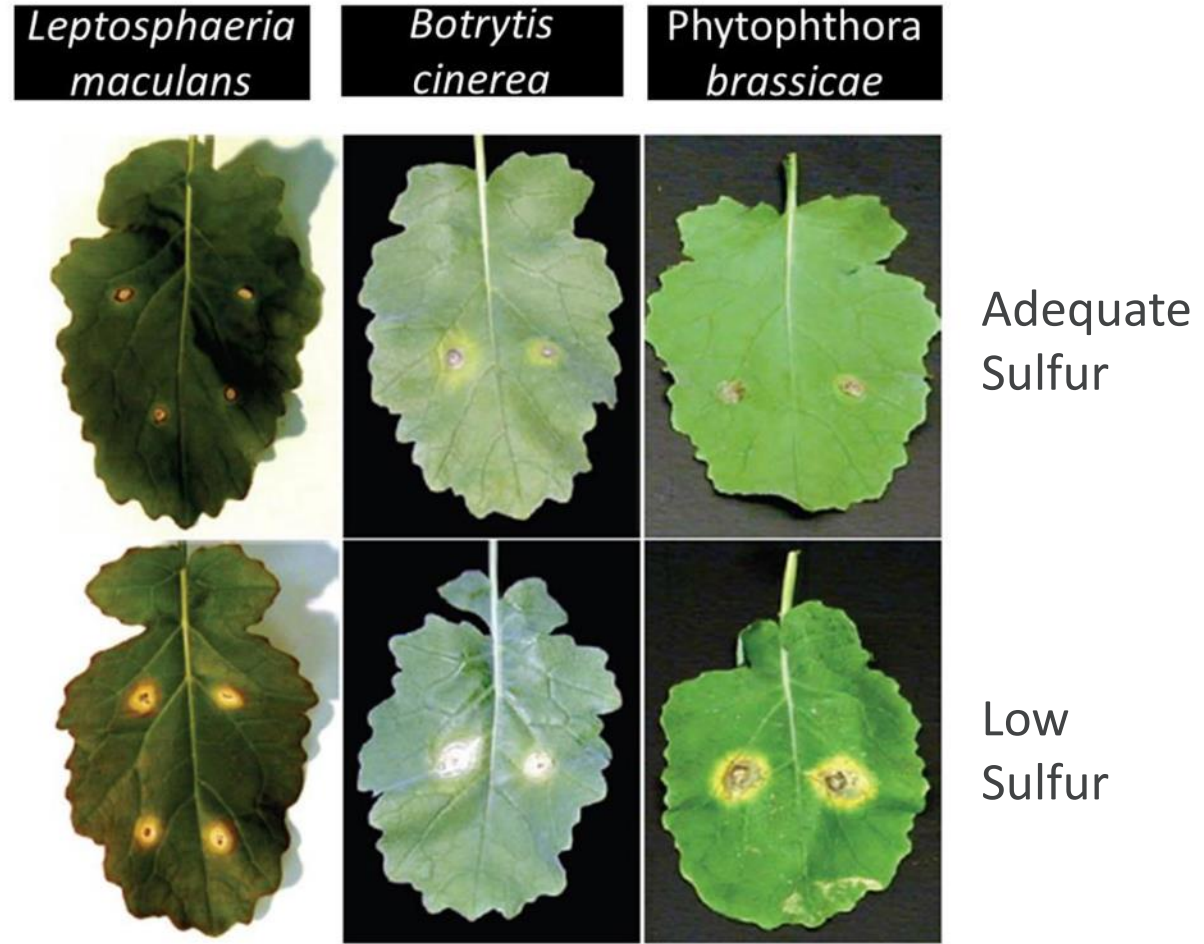 Leptosphaeria
maculans
Botrytis
cinerea
Phytophthora
brassicae
Adequate
Sulfur
Low
Sulfur